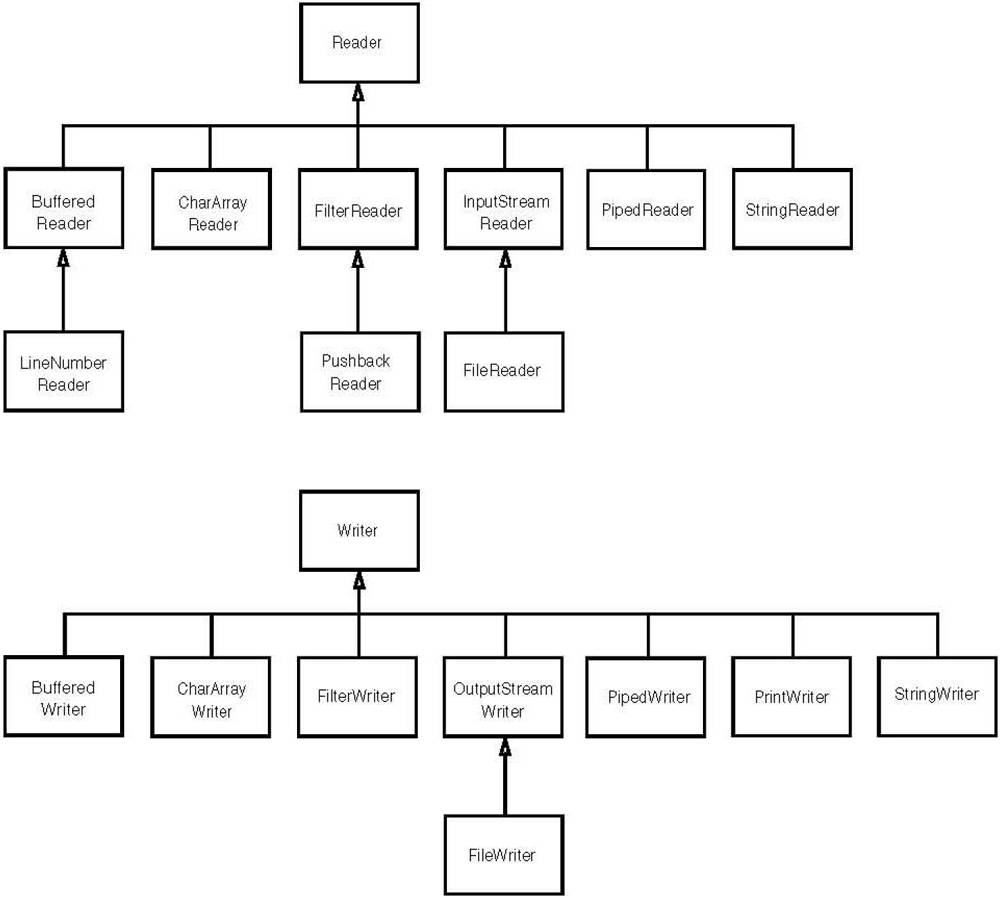 Reader
Buffered
Reader
CharArray
Reader
FilterReader
InputStream
Reader
PipedReader
StringReader
LineNumber
Reader
Pushback
Reader
FileReader
Writer
Buffered
Writer
CharArray
Writer
FilterWriter
OutputStream
Writer
PipedWriter
PrintWriter
StringWriter
FileWriter